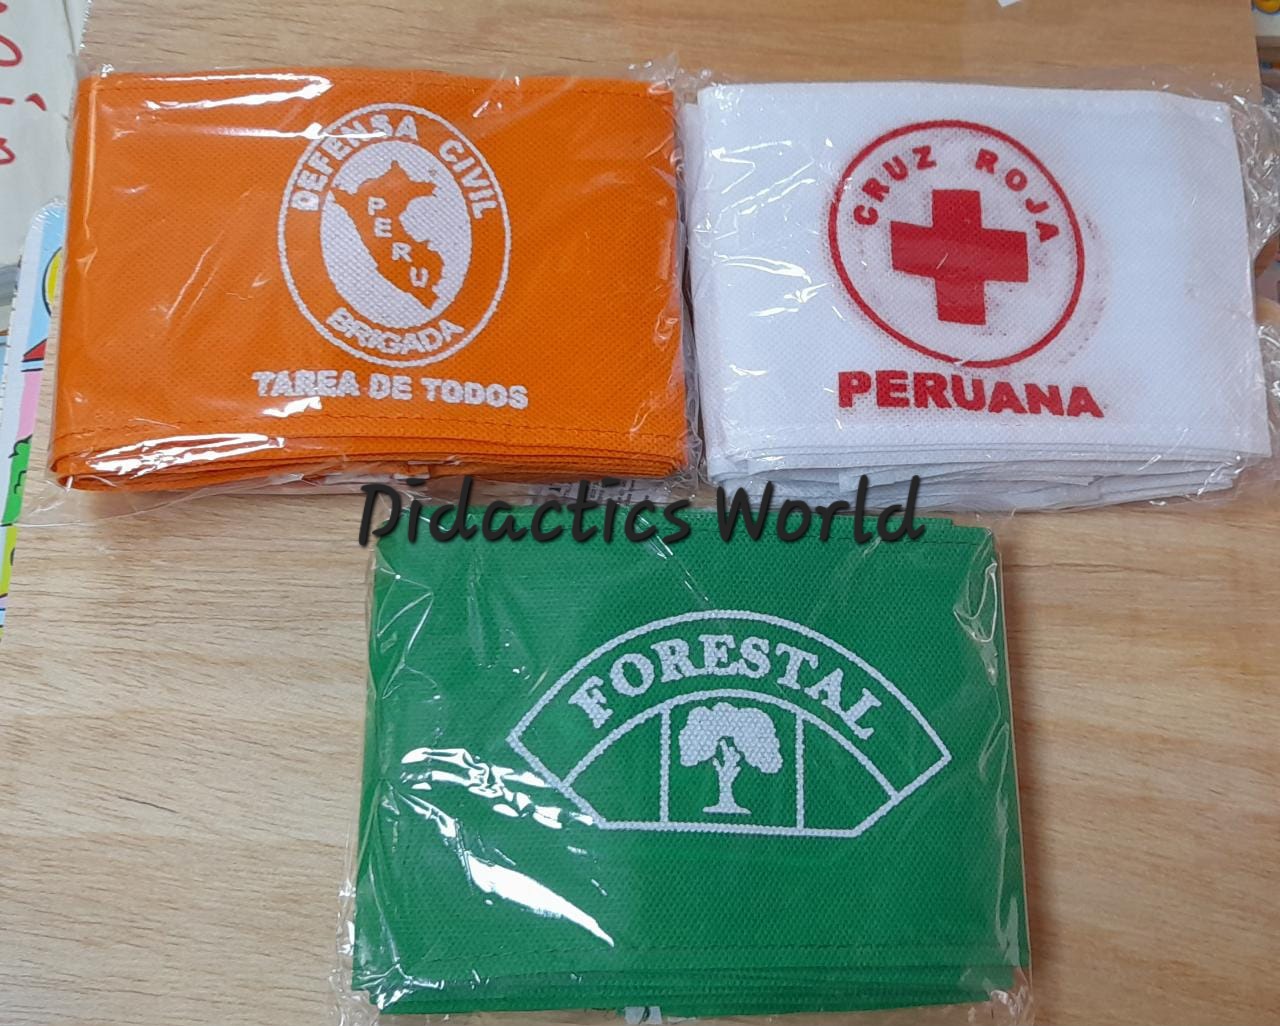 DEFENSA CIVIL
PERU
BRIGADA
TAREA DE TODOS
CRUZ ROJA
PERUANA
Didactics World
FORESTAL